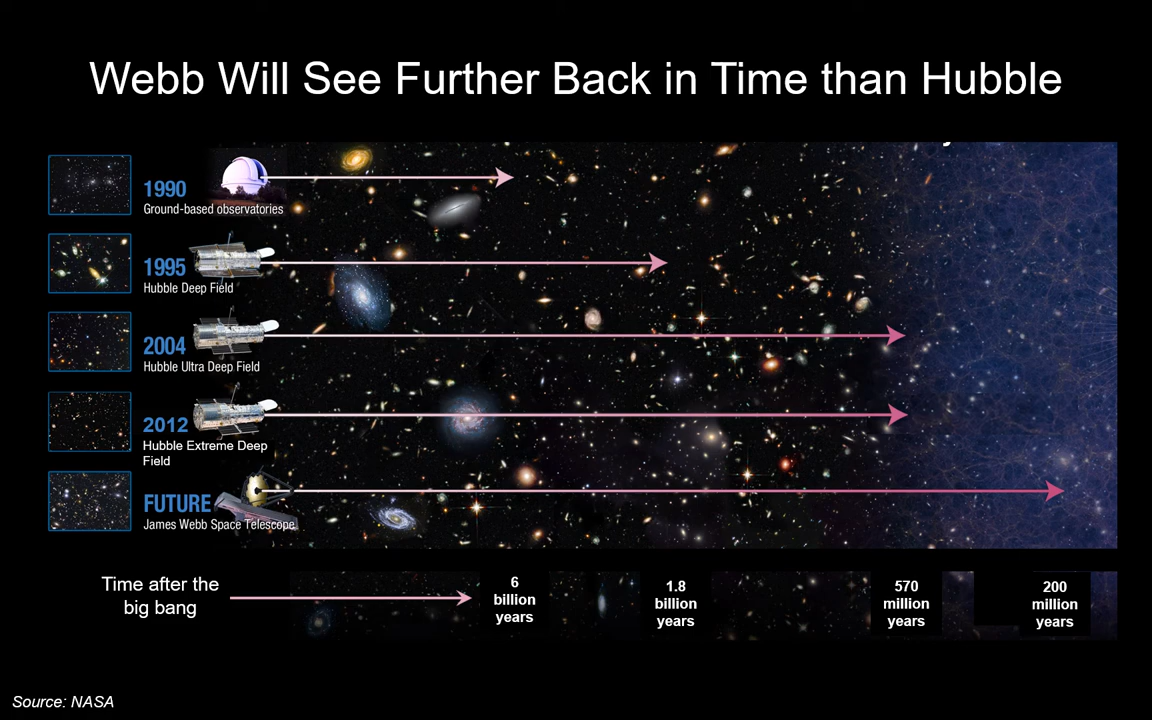 Webb Will See Further Back in Time than Hubble
1990
Ground-based observatories
1995
Hubble Deep Field
2004
Hubble Ultra Deep Field
2012
Hubble Extreme Deep
Field
FUTURE
James Webb Space Telescope
Time after the
big bang
6
billion
years
1.8
billion
years
570
million
years
200
million
years
Source: NASA